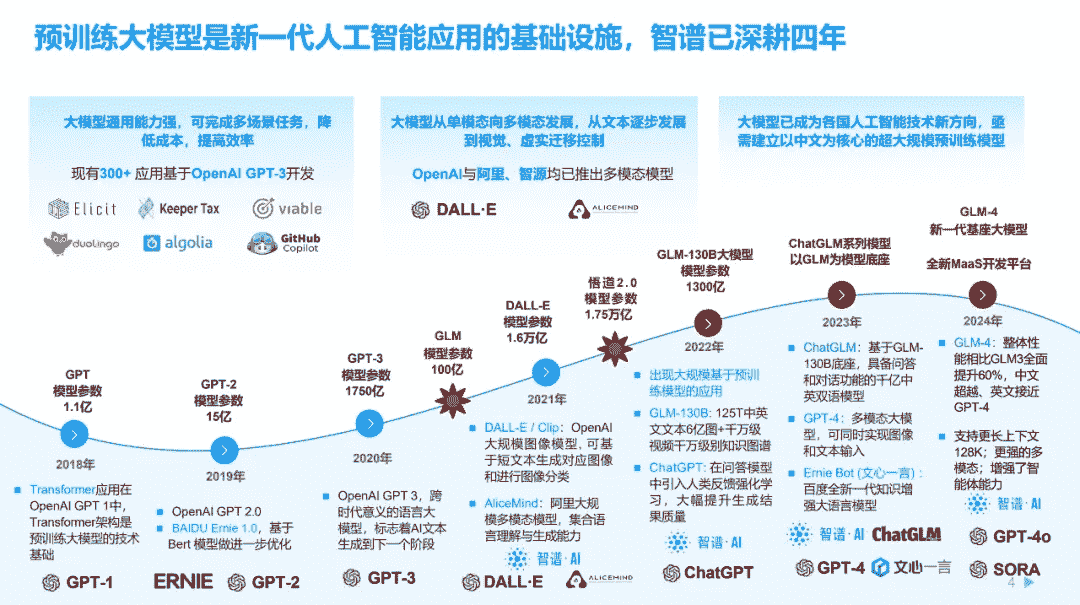 预训练大模型是新一代人工智能应用的基础设施，智谱已深耕四年
大模型通用能力强，可完成多场景任务，降
低成本，提高效率
现有300+ 应用基于OpenAI GPT-3开发
Elicit
Keeper Tax
viable
duolingo
algolia
GitHub
Copilot
大模型从单模态向多模态发展，从文本逐步发展
到视觉、虚实迁移控制
OpenAI与阿里、智源均已推出多模态模型
DALL·E
ALICEMIND
大模型已成为各国人工智能技术新方向，亟
需建立以中文为核心的超大规模预训练模型
GPT
模型参数
1.1亿
2018年
Transformer应用在
OpenAI GPT 1中，
Transformer架构是
预训练大模型的技术
基础
GPT-1
GPT-2
模型参数
15亿
2019年
OpenAI GPT 2.0
BAIDU Ernie 1.0，基于
Bert 模型做进一步优化
ERNIE
GPT-2
GPT-3
模型参数
1750亿
2020年
OpenAI GPT 3，跨
时代意义的语言大
模型，标志着AI文本
生成到下一个阶段
GPT-3
GLM
模型参数
100亿
DALL-E
模型参数
1.6万亿
2021年
悟道2.0
模型参数
1.75万亿
DALL-E / Clip：OpenAI
大规模图像模型，可基
于短文本生成对应图像
和进行图像分类
AliceMind：阿里大规
模多模态模型，集合语
言理解与生成能力
智谱·AI
DALL·E
ALICEMIND
GLM-130B大模型
模型参数
1300亿
2022年
出现大规模基于预训
练模型的应用
GLM-130B: 125T中英
文文本6亿图+千万级
视频千万级别知识图谱
ChatGPT: 在问答模型
中引入人类反馈强化学
习，大幅提升生成结
果质量
智谱·AI
ChatGPT
ChatGLM系列模型
以GLM为模型底座
2023年
ChatGLM：基于GLM-
130B底座，具备问答
和对话功能的千亿中
英双语模型
GPT-4：多模态大模
型，可同时实现图像
和文本输入
Ernie Bot (文心一言)：
百度全新一代知识增
强大语言模型
智谱·AI
ChatGLM
GPT-4
文心一言
GLM-4
新一代基座大模型
全新MaaS开发平台
2024年
GLM-4：整体性
能相比GLM3全面
提升60%，中文
超越、英文接近
GPT-4
支持更长上下文
128K；更强的多
模态；增强了智
能体能力
智谱·AI
GPT-4o
SORA
4